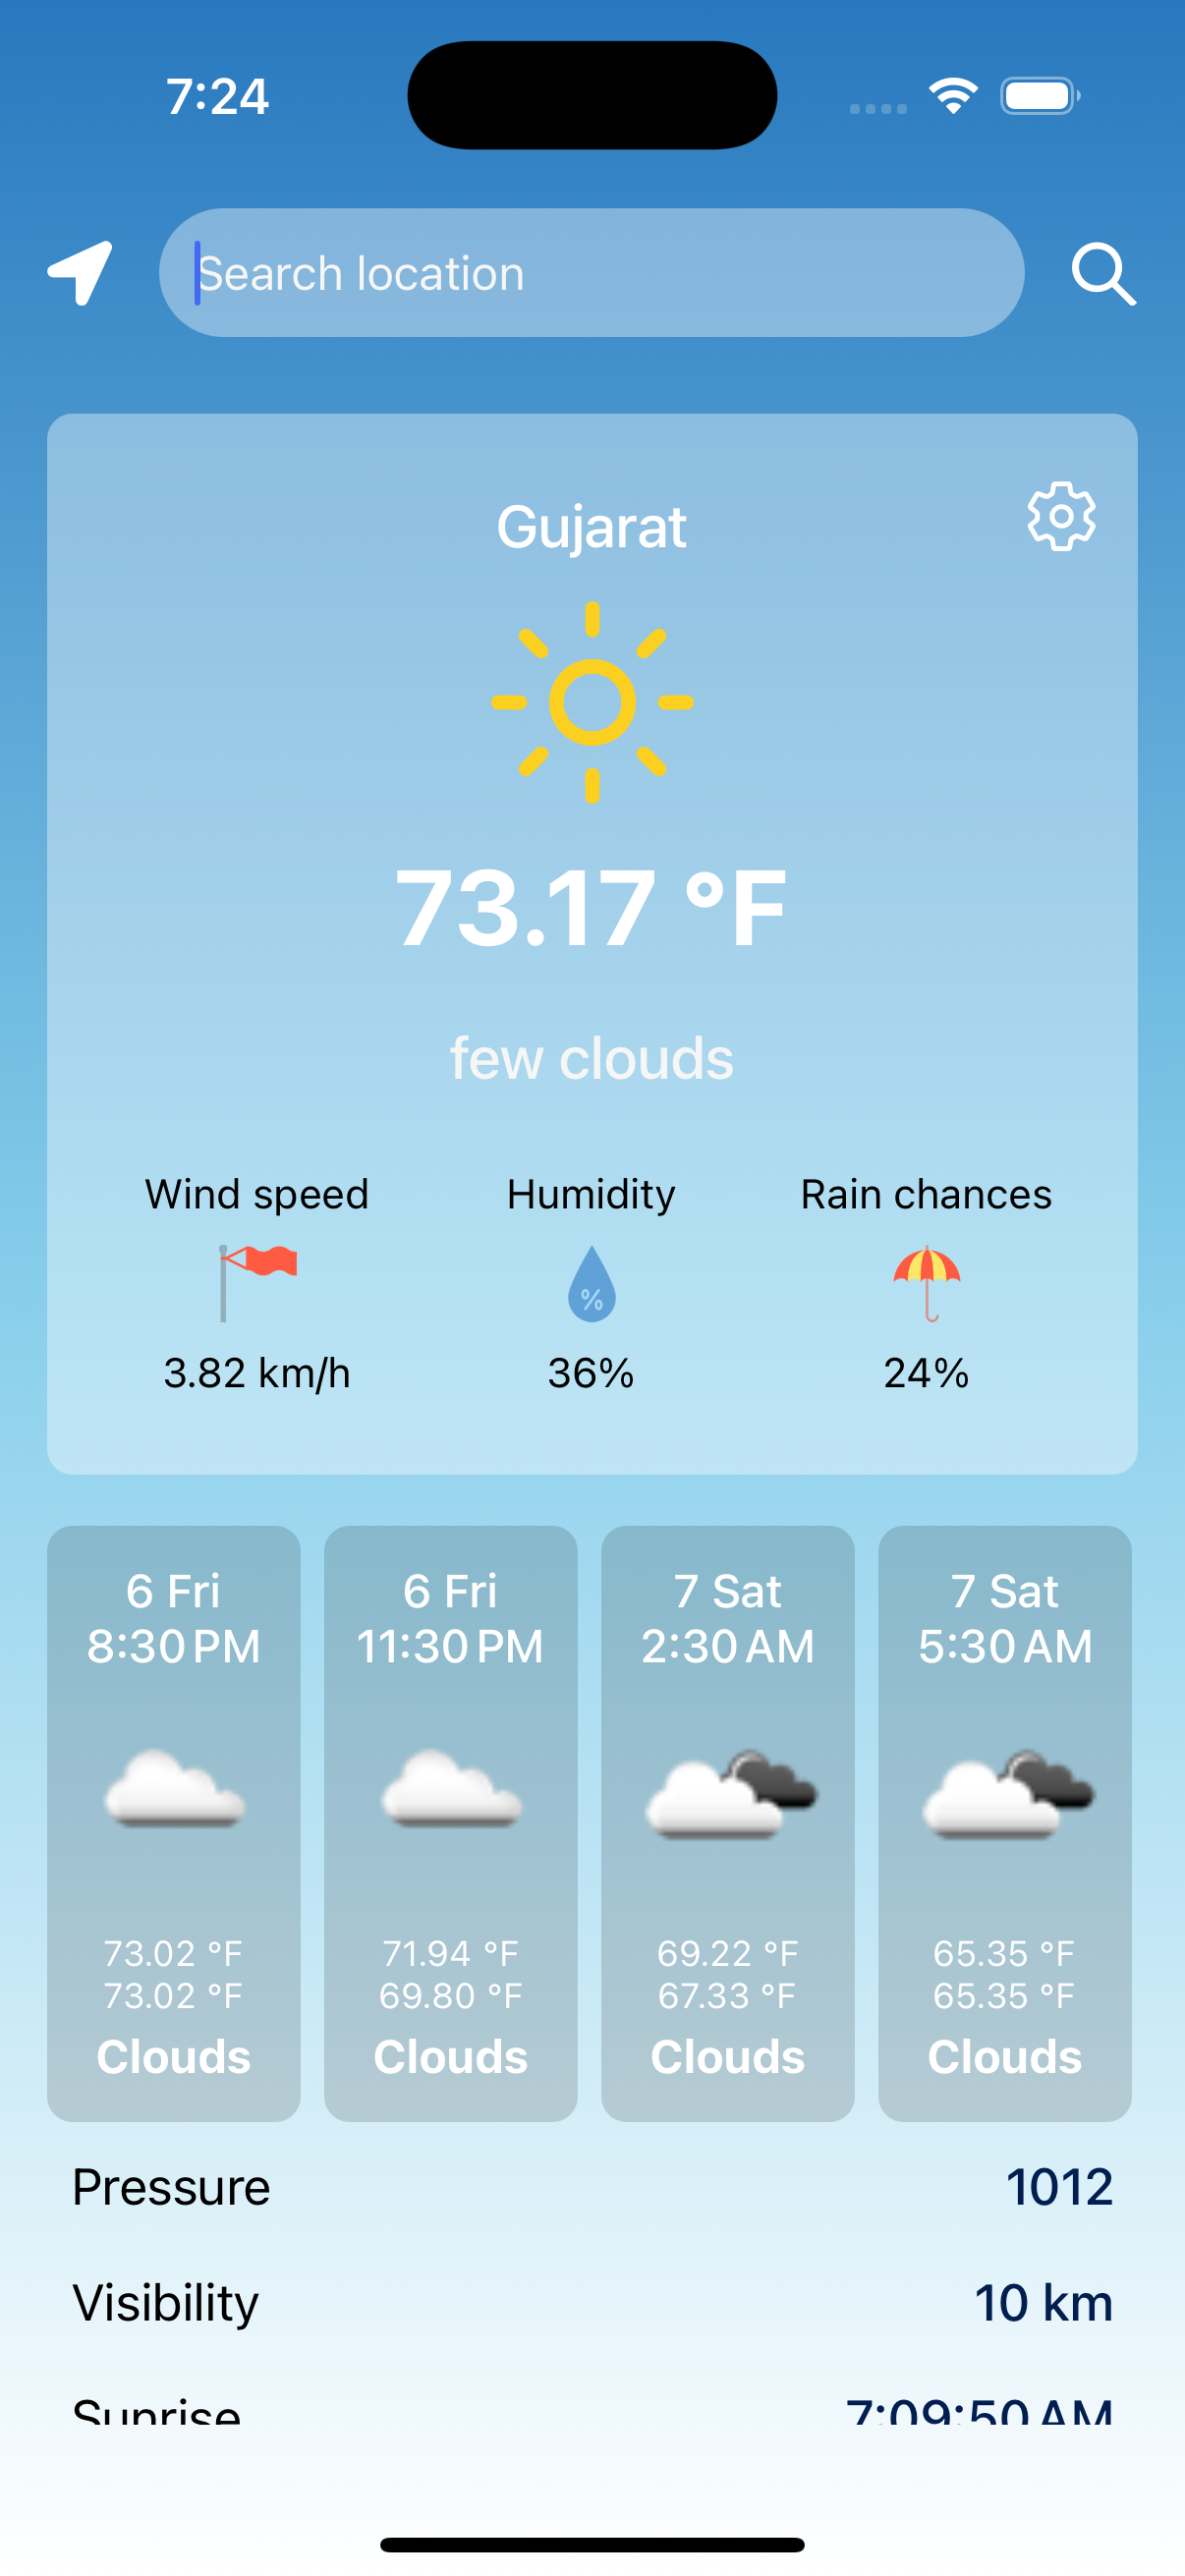 7:24
Search location
Gujarat
73.17 °F
few clouds
Wind speed
Humidity
Rain chances
%
3.82 km/h
36%
24%
6 Fri
8:30 PM
6 Fri
11:30 PM
7 Sat
2:30 AM
7 Sat
5:30 AM
73.02 °F
73.02 °F
Clouds
71.94 °F
69.80 °F
Clouds
69.22 °F
67.33 °F
Clouds
65.35 °F
65.35 °F
Clouds
Pressure 1012
Visibility 10 km
Sunrise 7:09:50 AM